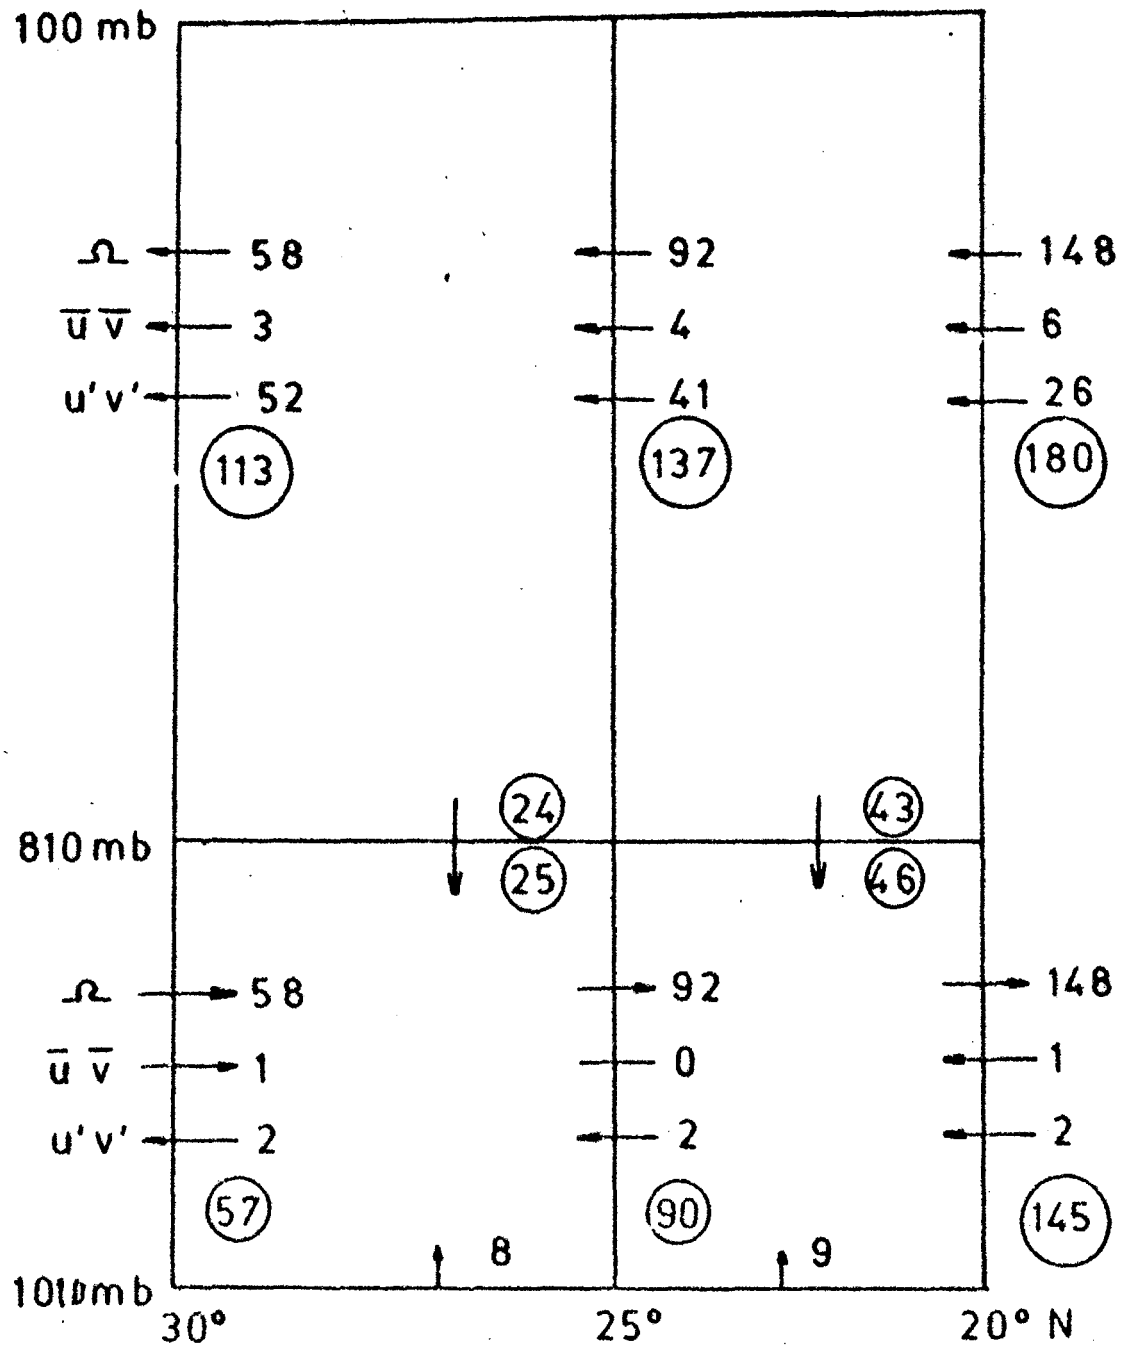 100 mb
Ω 58 92 148
u̅ v̅ 3 4 6
u'v' 52 41 26
113 137 180
24 43
810 mb
25 46
Ω 58 92 148
u̅ v̅ 1 0 1
u'v' 2 2 2
57 90 145
8 9
1010 mb
30° 25° 20° N